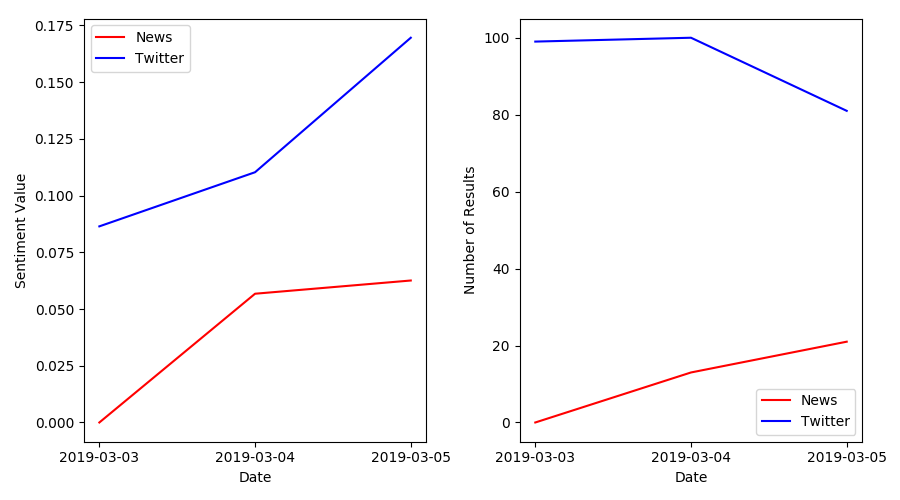 0.175
0.150
0.125
0.100
0.075
0.050
0.025
0.000
Sentiment Value
News
Twitter
2019-03-03 2019-03-04 2019-03-05
Date
100
80
60
40
20
0
Number of Results
News
Twitter
2019-03-03 2019-03-04 2019-03-05
Date